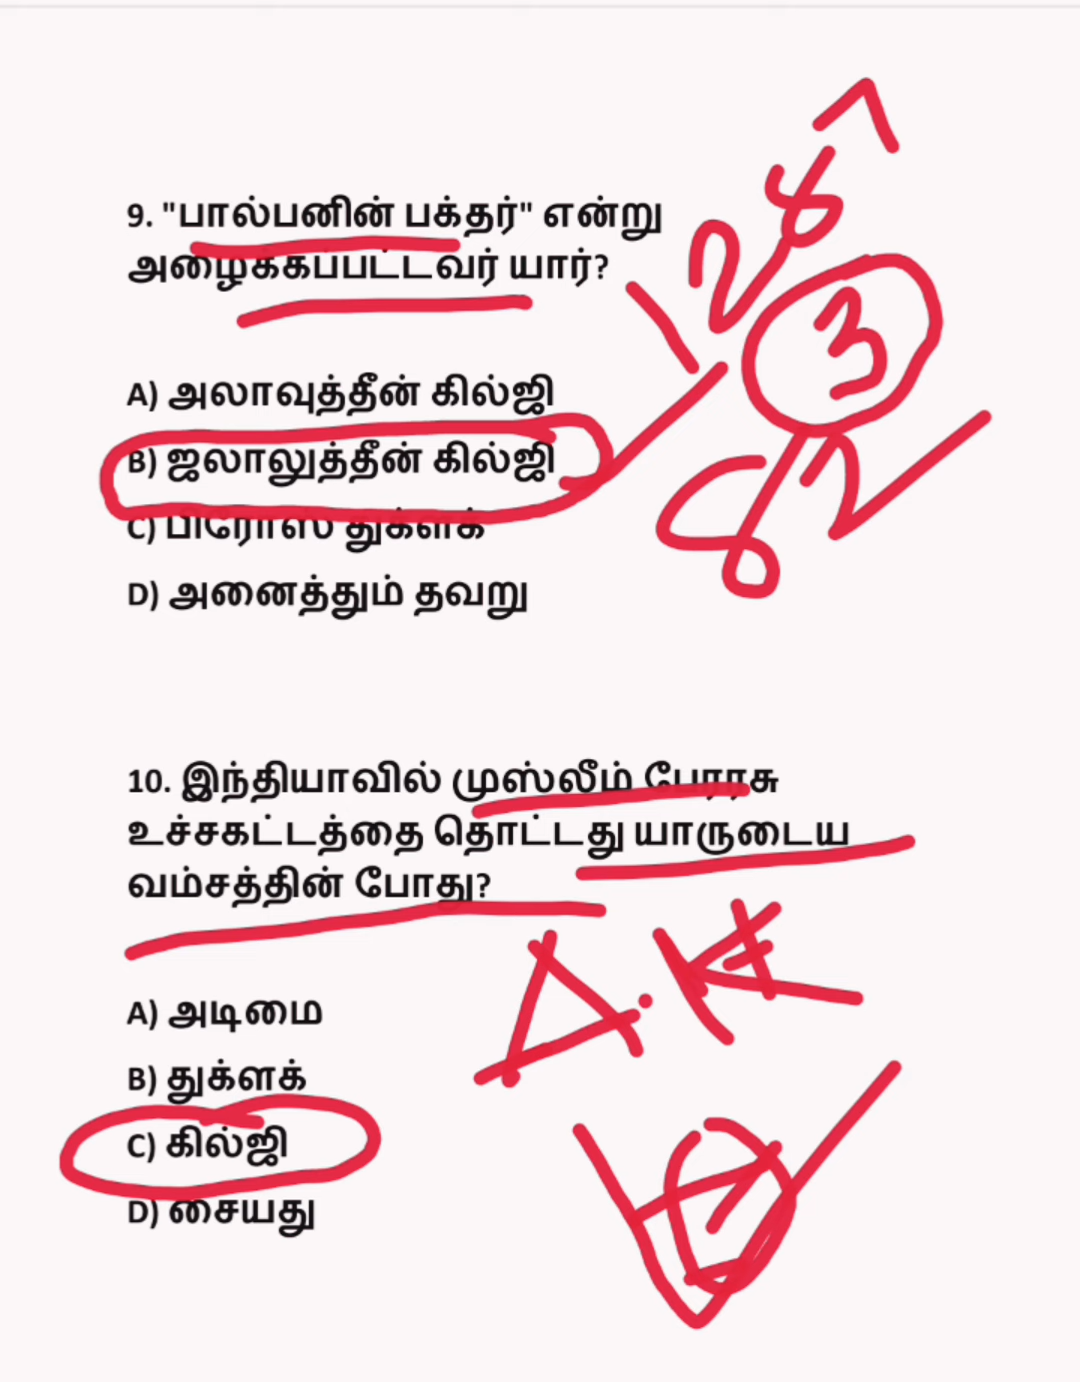 9. "பால்பனின் பக்தர்" என்று
அழைக்கப்பட்டவர் யார்?
A) அலாவுத்தீன் கில்ஜி
B) ஜலாலுத்தீன் கில்ஜி
C) பிரோஸ் துக்ளக்
D) அனைத்தும் தவறு
3
10. இந்தியாவில் முஸ்லீம் பேரரசு
உச்சகட்டத்தை தொட்டது யாருடைய
வம்சத்தின் போது?
A) அடிமை
B) துக்ளக்
C) கில்ஜி
D) சையது